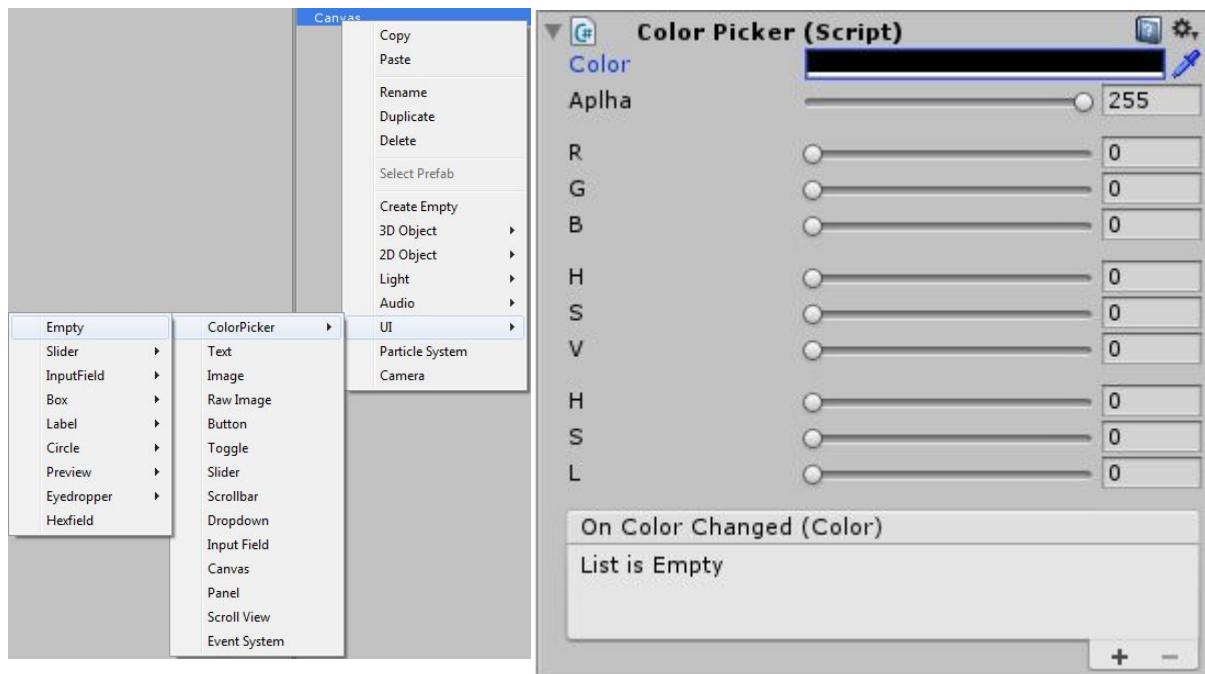 Canvas
Copy
Paste
Rename
Duplicate
Delete
Select Prefab
Create Empty
3D Object
2D Object
Light
Audio
UI
Particle System
Camera
ColorPicker
Text
Image
Raw Image
Button
Toggle
Slider
Scrollbar
Dropdown
Input Field
Canvas
Panel
Scroll View
Event System
Empty
Slider
InputField
Box
Label
Circle
Preview
Eyedropper
Hexfield
Color Picker (Script)
Color
Aplha 255
R 0
G 0
B 0
H 0
S 0
V 0
H 0
S 0
L 0
On Color Changed (Color)
List is Empty